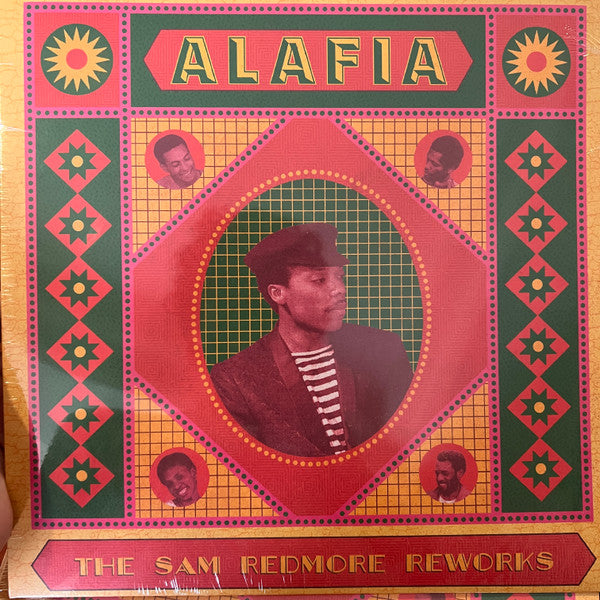 ALAFIA
THE SAM REDMORE REWORKS